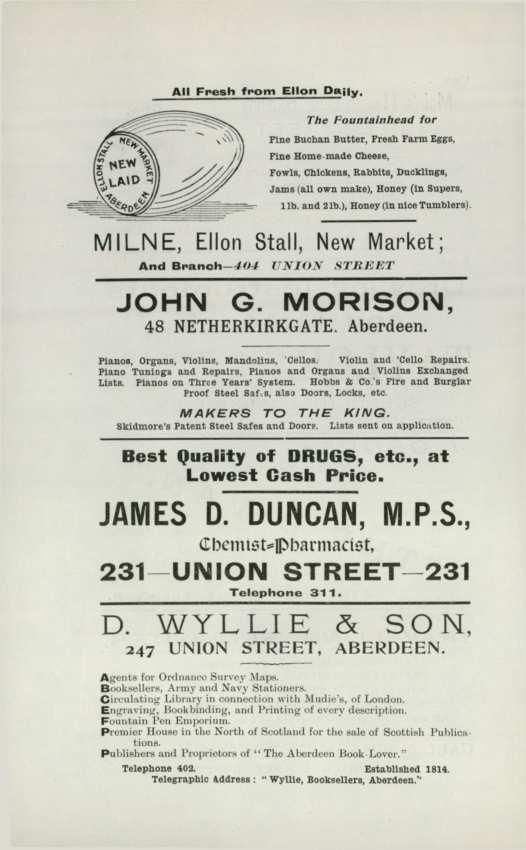 All Fresh from Ellon Daily.
ELLON STALL NEW MARKET
NEW
LAID
ABERDEEN
The Fountainhead for
Fine Buchan Butter, Fresh Farm Eggs,
Fine Home-made Cheese,
Fowls, Chickens, Rabbits, Ducklings,
Jams (all own make), Honey (in Supers,
1lb. and 2lb.), Honey (in nice Tumblers).
MILNE, Ellon Stall, New Market;
And Branch—404 UNION STREET
JOHN G. MORISON,
48 NETHERKIRKGATE, Aberdeen.
Pianos, Organs, Violins, Mandolins, 'Cellos. Violin and 'Cello Repairs.
Piano Tunings and Repairs, Pianos and Organs and Violins Exchanged
Lists. Pianos on Three Years' System. Hobbs & Co.'s Fire and Burglar
Proof Steel Safes, also Doors, Locks, etc.
MAKERS TO THE KING.
Skidmore's Patent Steel Safes and Doors. Lists sent on application.
Best Quality of DRUGS, etc., at
Lowest Cash Price.
JAMES D. DUNCAN, M.P.S.,
Chemist=Pharmacist,
231—UNION STREET—231
Telephone 311.
D. WYLLIE & SON,
247 UNION STREET, ABERDEEN.
Agents for Ordnance Survey Maps.
Booksellers, Army and Navy Stationers.
Circulating Library in connection with Mudie's, of London.
Engraving, Bookbinding, and Printing of every description.
Fountain Pen Emporium.
Premier House in the North of Scotland for the sale of Scottish Publica-
tions.
Publishers and Proprietors of "The Aberdeen Book-Lover."
Telephone 402. Established 1814.
Telegraphic Address: "Wyllie, Booksellers, Aberdeen."